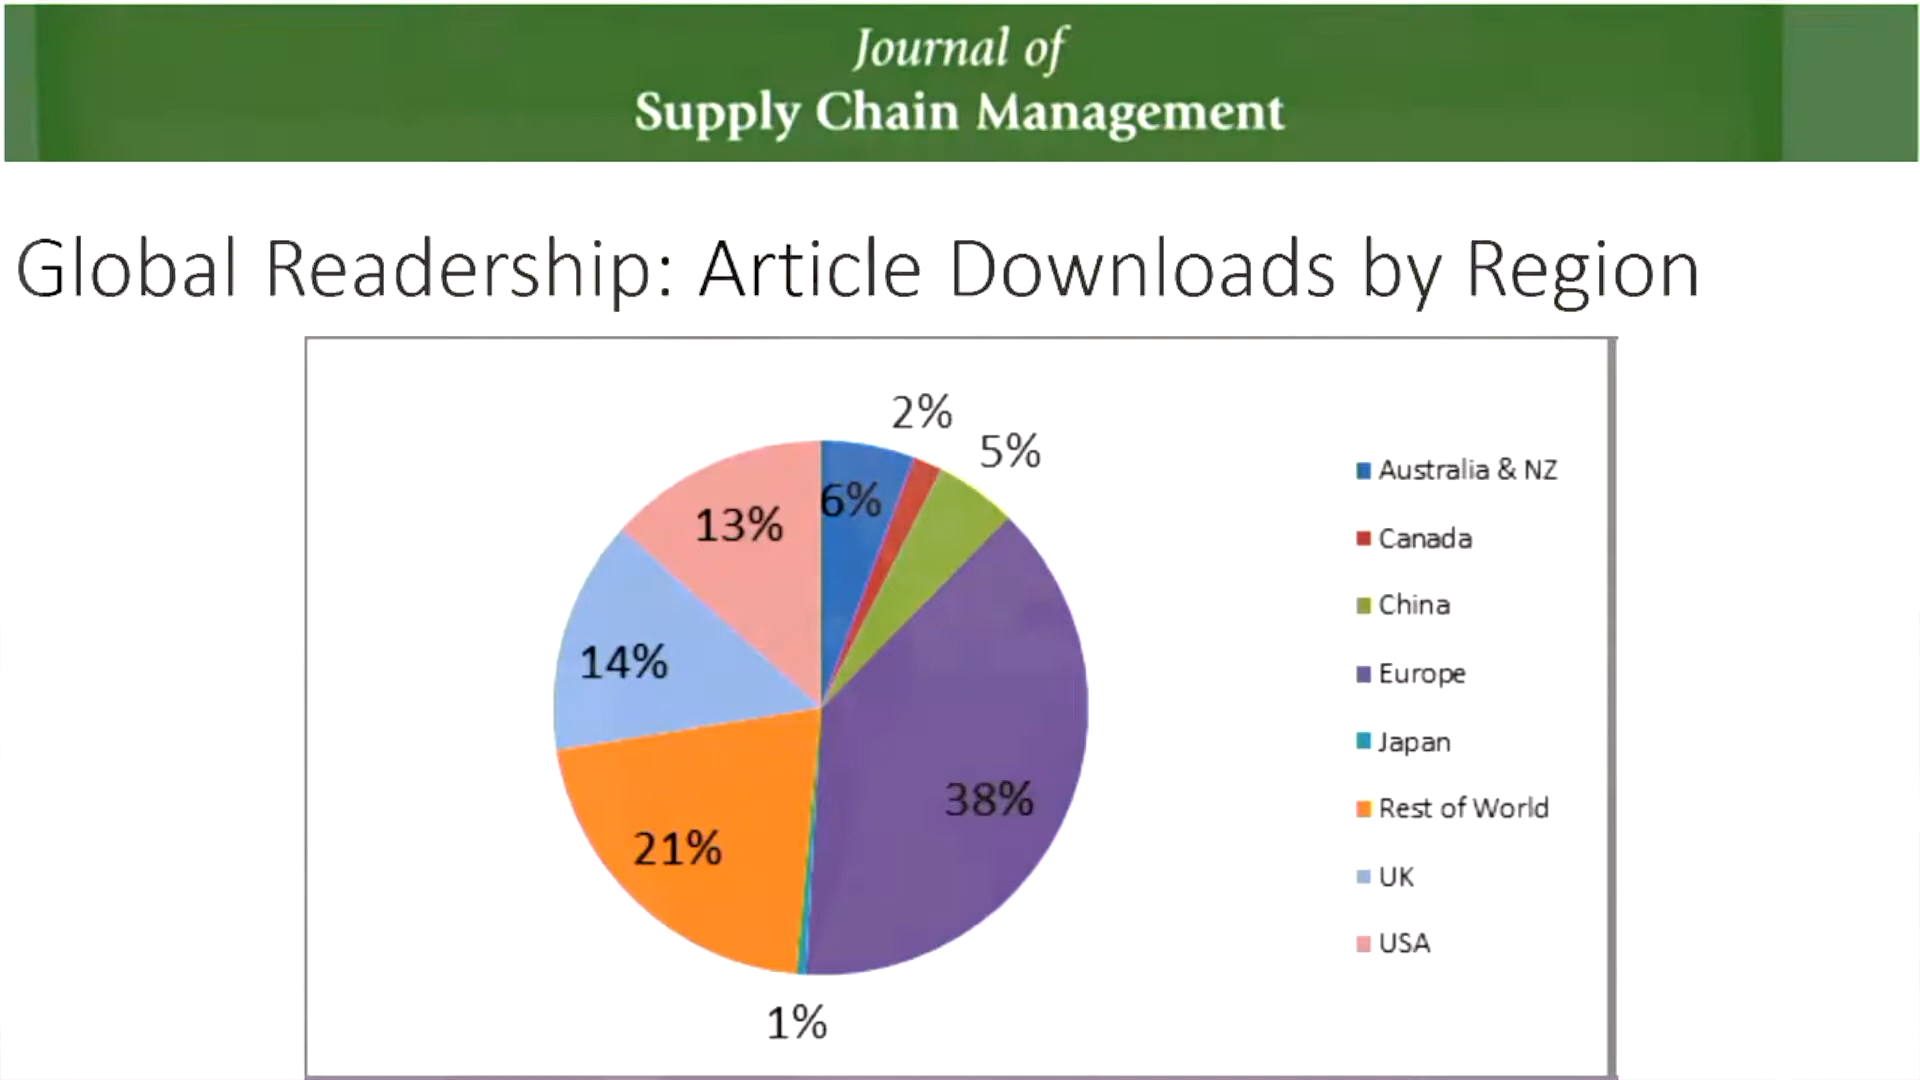 Journal of
Supply Chain Management
Global Readership: Article Downloads by Region
2%
5%
6%
13%
14%
38%
21%
1%
Australia & NZ
Canada
China
Europe
Japan
Rest of World
UK
USA